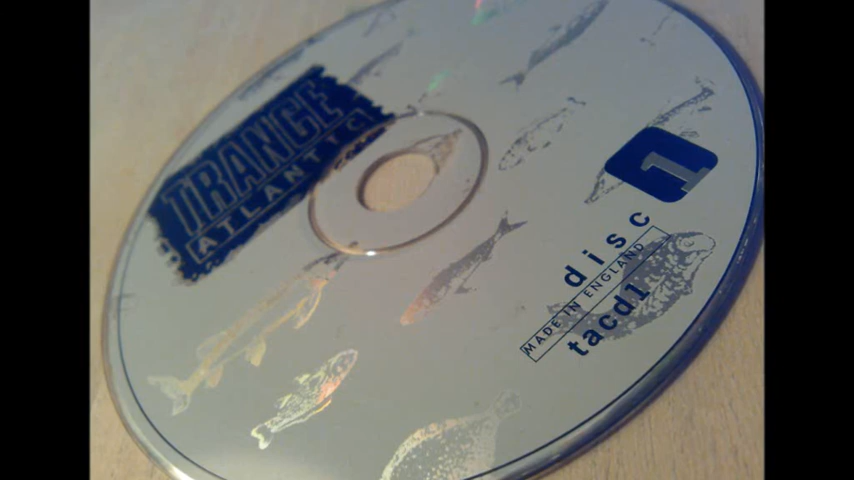 TRANCE
ATLANTIC
1
disc
MADE IN ENGLAND
tacd1